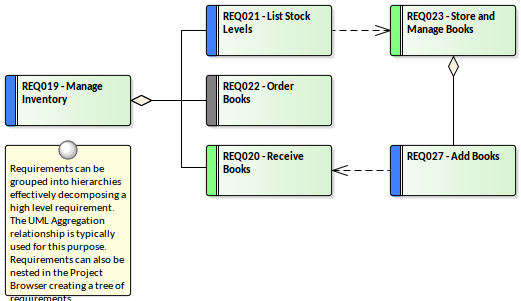 REQ021 - List Stock
Levels
REQ023 - Store and
Manage Books
REQ019 - Manage
Inventory
REQ022 - Order
Books
REQ020 - Receive
Books
REQ027 - Add Books
Requirements can be
grouped into hierarchies
effectively decomposing a
high level requirement.
The UML Aggregation
relationship is typically
used for this purpose.
Requirements can also be
nested in the Project
Browser creating a tree of
requirements